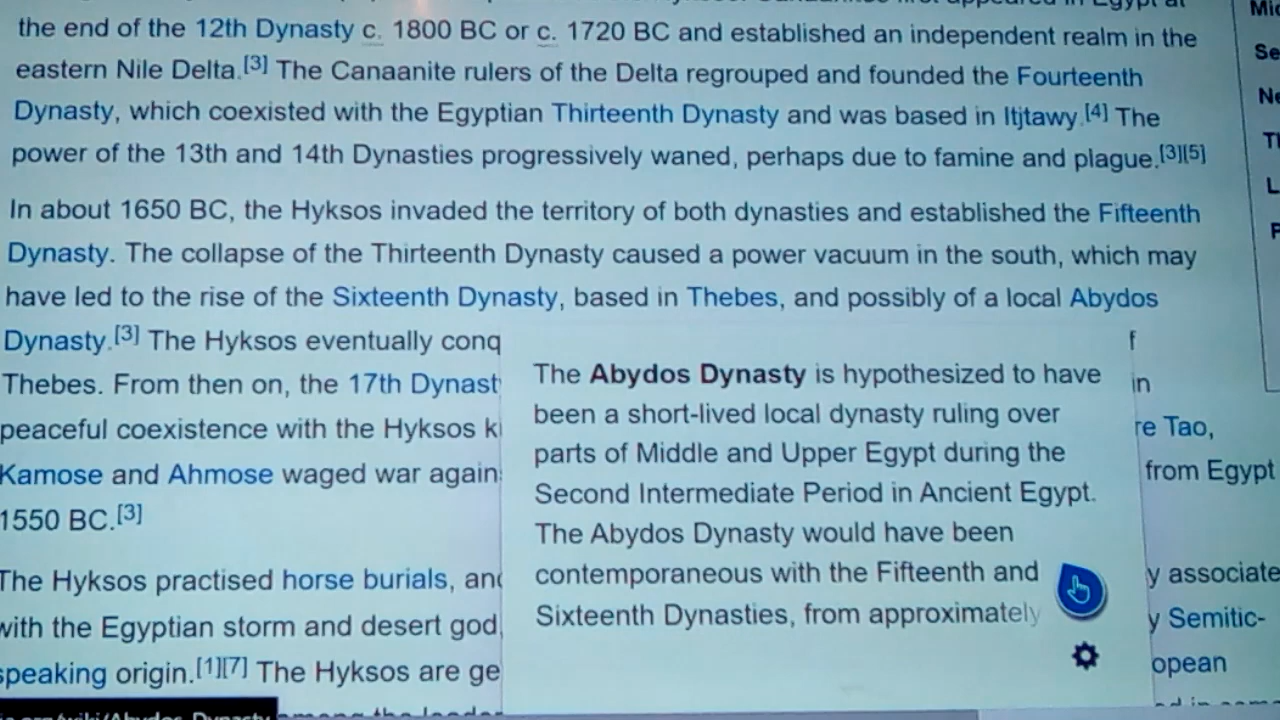 the end of the 12th Dynasty c. 1800 BC or c. 1720 BC and established an independent realm in the
eastern Nile Delta.[3] The Canaanite rulers of the Delta regrouped and founded the Fourteenth
Dynasty, which coexisted with the Egyptian Thirteenth Dynasty and was based in Itjtawy.[4] The
power of the 13th and 14th Dynasties progressively waned, perhaps due to famine and plague.[3][5]
In about 1650 BC, the Hyksos invaded the territory of both dynasties and established the Fifteenth
Dynasty. The collapse of the Thirteenth Dynasty caused a power vacuum in the south, which may
have led to the rise of the Sixteenth Dynasty, based in Thebes, and possibly of a local Abydos
Dynasty.[3] The Hyksos eventually conq
Thebes. From then on, the 17th Dynast in
peaceful coexistence with the Hyksos k re Tao,
Kamose and Ahmose waged war again from Egypt
1550 BC.[3]
The Hyksos practised horse burials, and y associate
with the Egyptian storm and desert god, y Semitic-
speaking origin.[1][7] The Hyksos are ge opean
The Abydos Dynasty is hypothesized to have
been a short-lived local dynasty ruling over
parts of Middle and Upper Egypt during the
Second Intermediate Period in Ancient Egypt.
The Abydos Dynasty would have been
contemporaneous with the Fifteenth and
Sixteenth Dynasties, from approximately